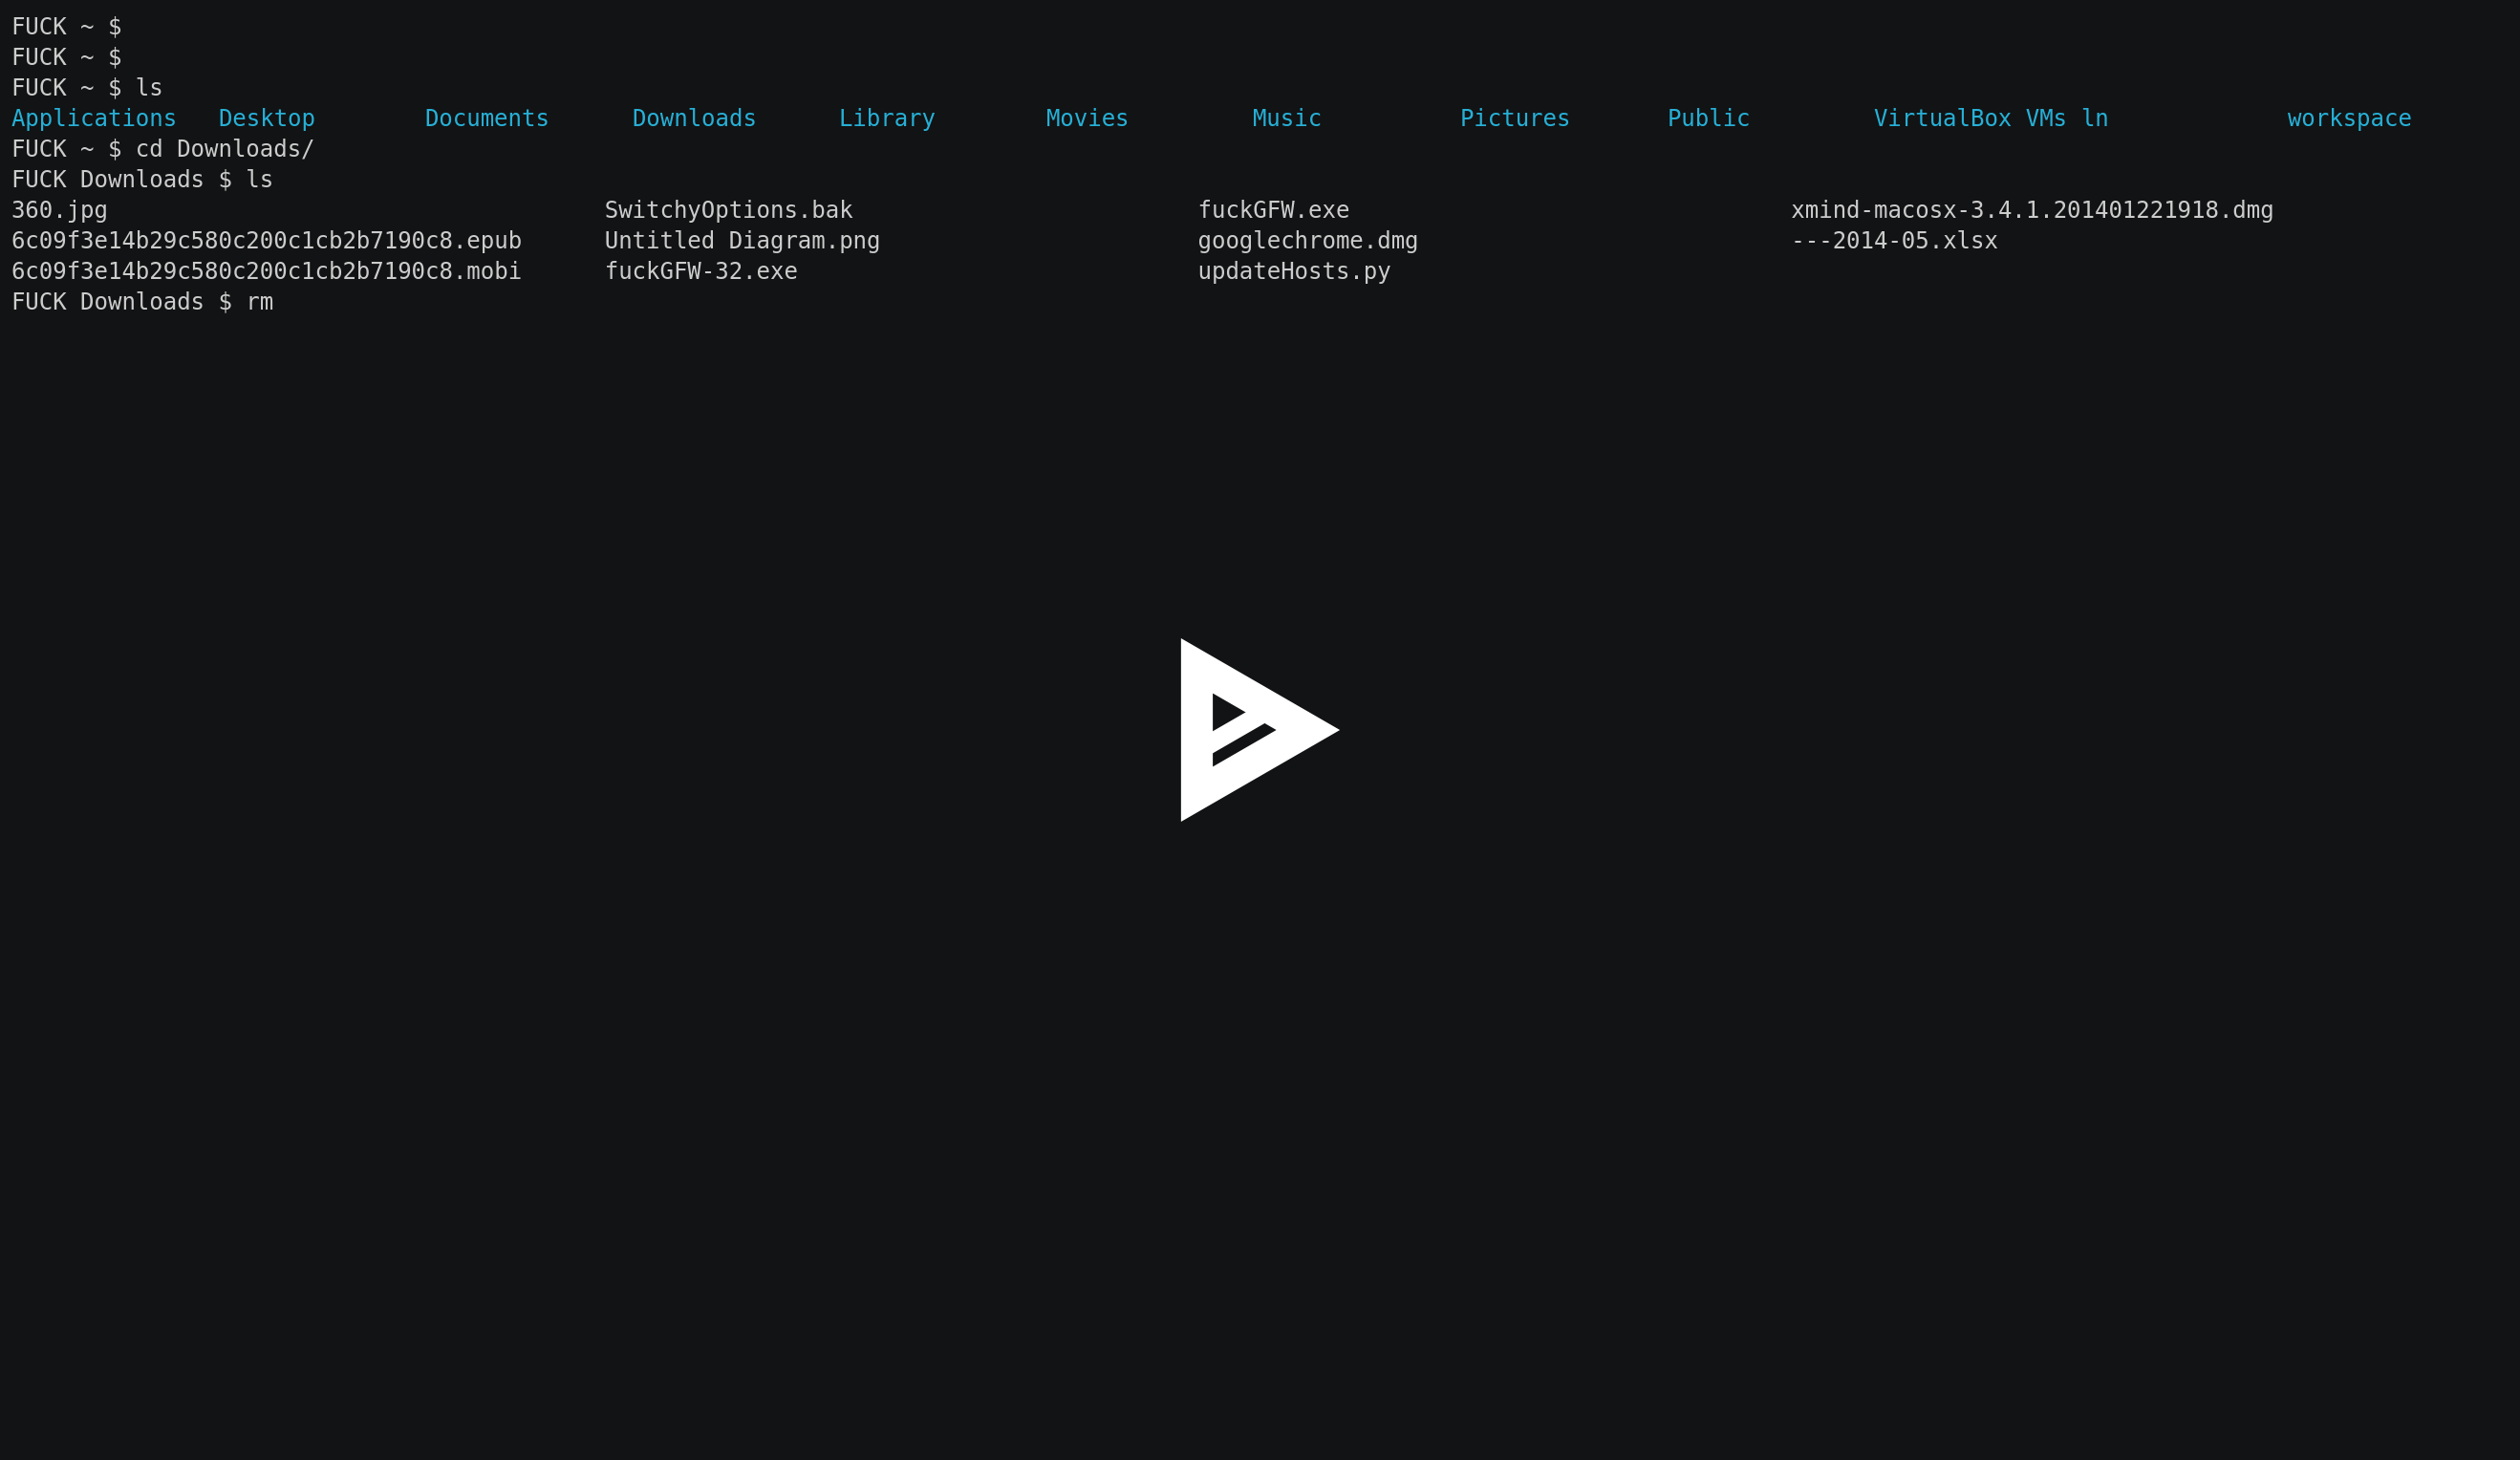 FUCK ~ $
FUCK ~ $
FUCK ~ $ ls
Applications   Desktop        Documents      Downloads      Library        Movies         Music          Pictures       Public         VirtualBox VMs ln             workspace
FUCK ~ $ cd Downloads/
FUCK Downloads $ ls
360.jpg                                    SwitchyOptions.bak                         fuckGFW.exe                                xmind-macosx-3.4.1.201401221918.dmg
6c09f3e14b29c580c200c1cb2b7190c8.epub      Untitled Diagram.png                       googlechrome.dmg                           ---2014-05.xlsx
6c09f3e14b29c580c200c1cb2b7190c8.mobi      fuckGFW-32.exe                             updateHosts.py
FUCK Downloads $ rm